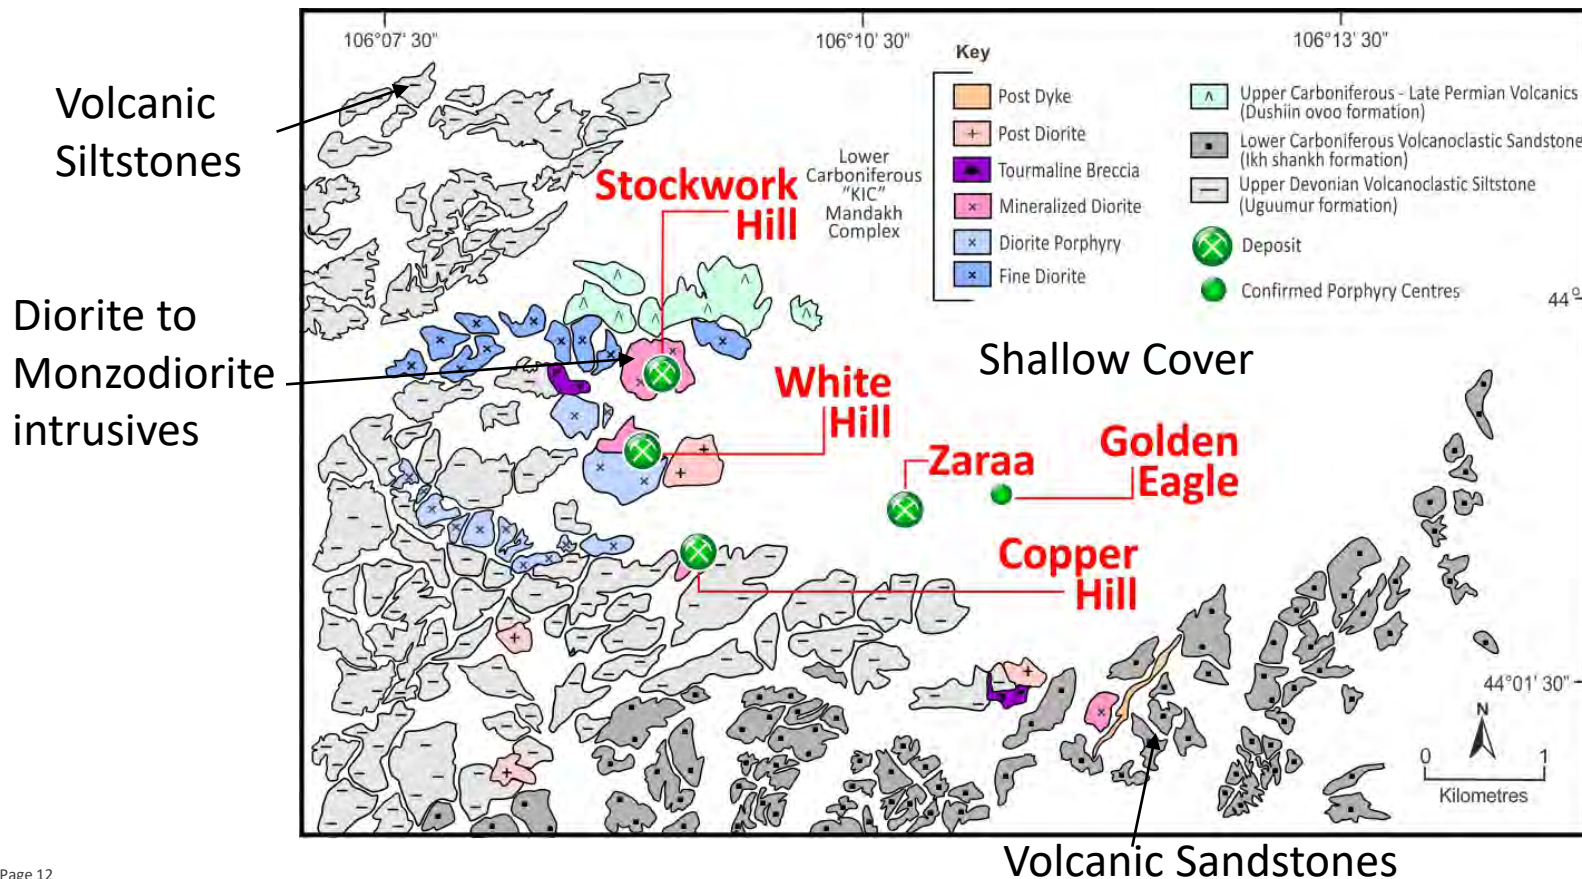 106°07' 30"
106°10' 30"
106°13' 30"
Volcanic
Siltstones
Key
Post Dyke
Post Diorite
Tourmaline Breccia
Mineralized Diorite
Diorite Porphyry
Fine Diorite
Lower
Carboniferous
"KIC"
Mandakh
Complex
Upper Carboniferous - Late Permian Volcanics
(Dushiin ovoo formation)
Lower Carboniferous Volcanoclastic Sandstone
(Ikh shankh formation)
Upper Devonian Volcanoclastic Siltstone
(Uguumur formation)
Deposit
Confirmed Porphyry Centres
Stockwork
Hill
44°
Diorite to
Monzodiorite
intrusives
Shallow Cover
White
Hill
Zaraa
Golden
Eagle
Copper
Hill
44°01' 30"
N
0 1
Kilometres
Volcanic Sandstones
Page 12